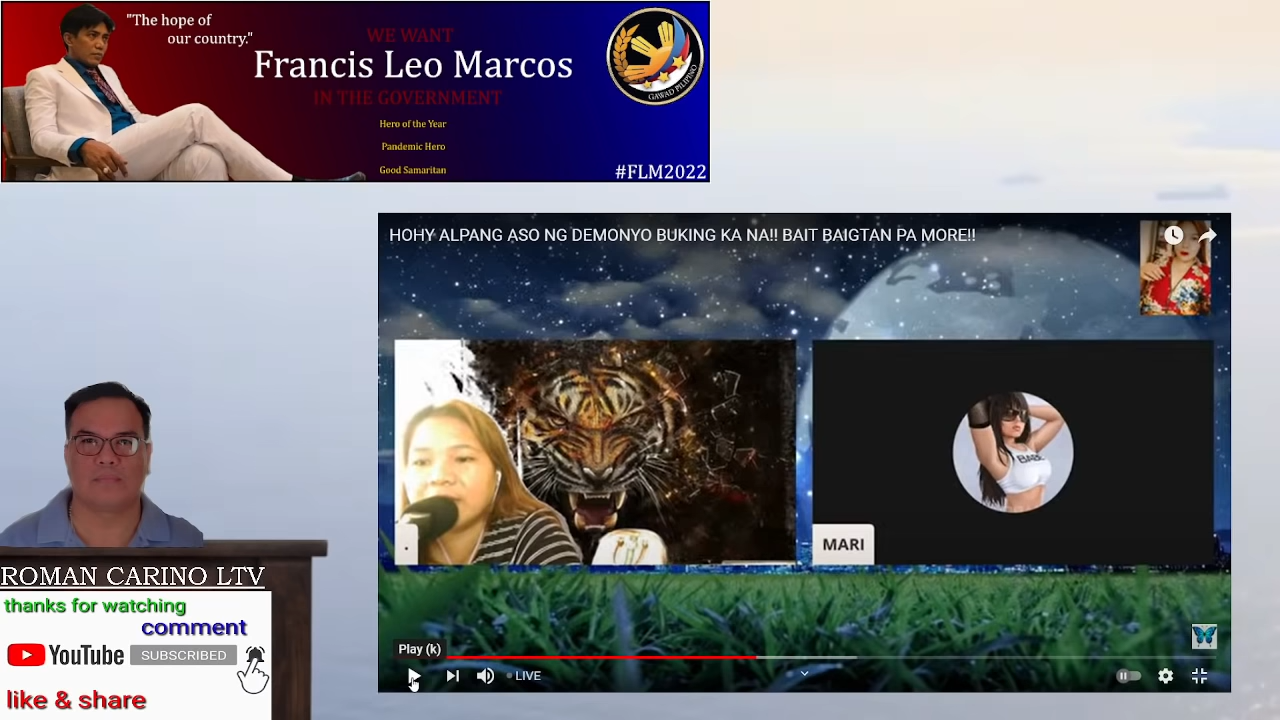 "The hope of
our country."
WE WANT
Francis Leo Marcos
IN THE GOVERNMENT
Hero of the Year
Pandemic Hero
Good Samaritan
GAWAD PILIPINO
#FLM2022
HOHY ALPANG ASO NG DEMONYO BUKING KA NA!! BAIT BAIGTAN PA MORE!!
BABE
MARI
Play (k)
LIVE
ROMAN CARINO LTV
thanks for watching
comment
YouTube SUBSCRIBED
like & share